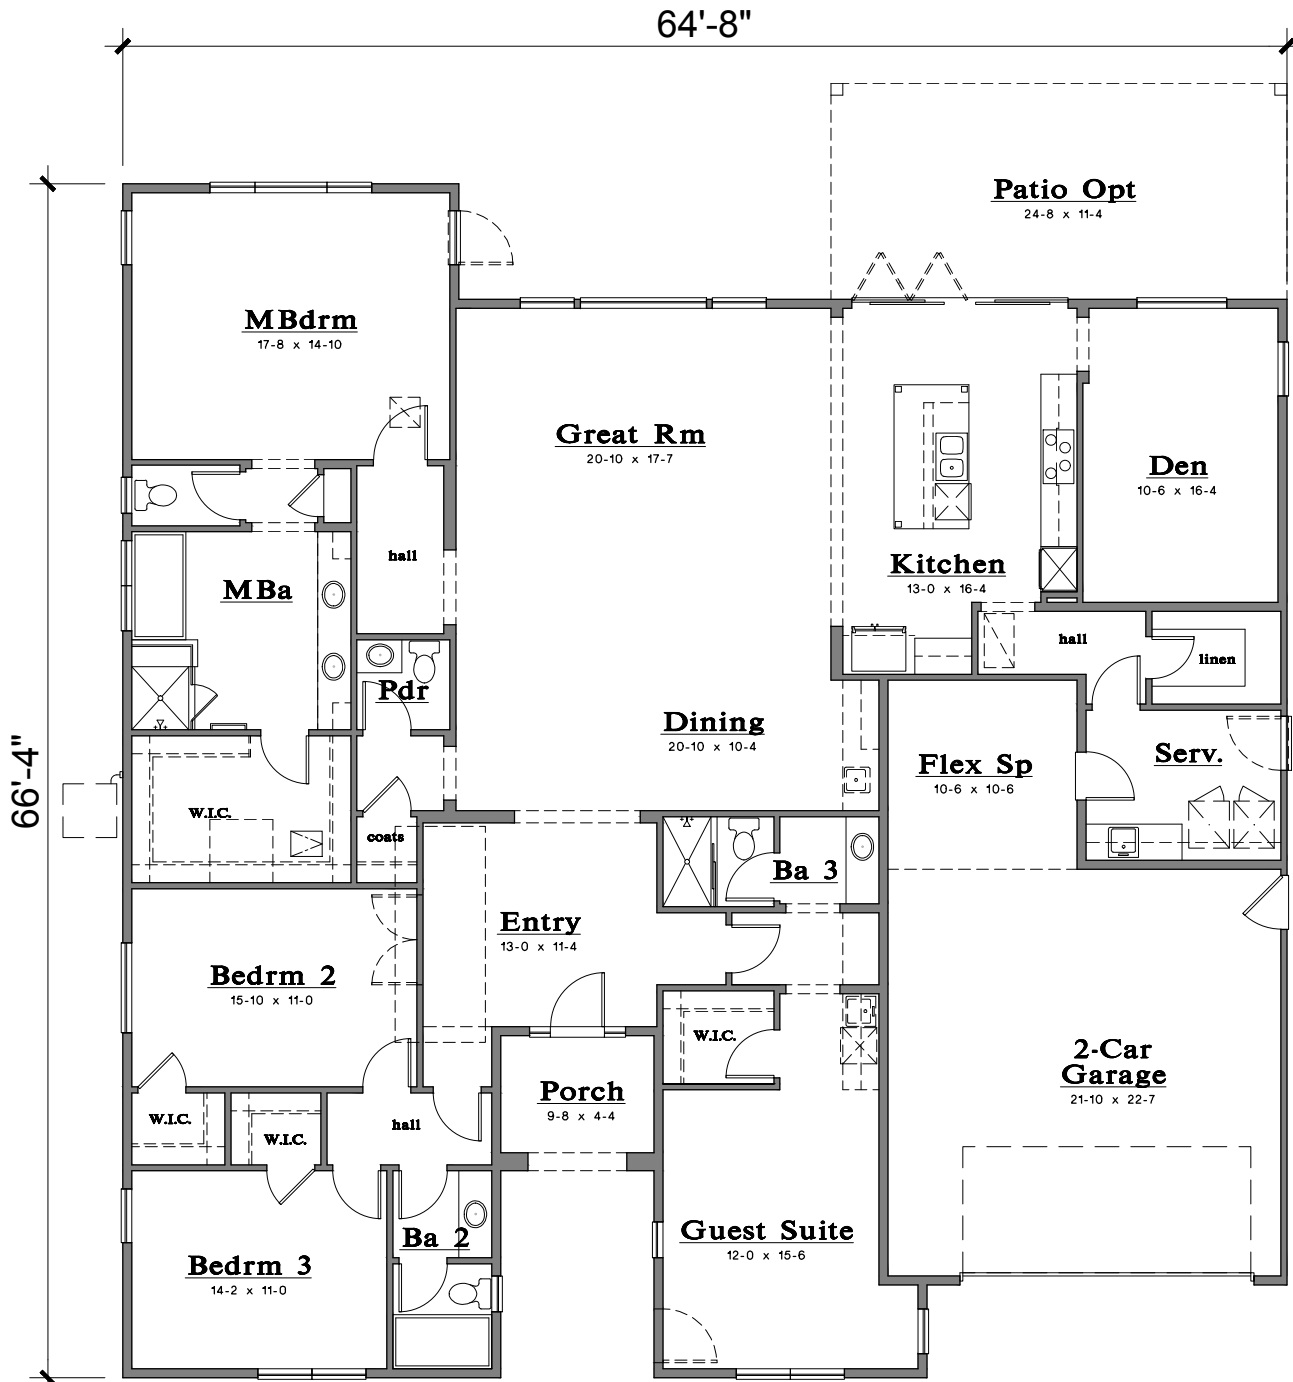 64'-8"
Patio Opt
24-8 x 11-4
MBdrm
17-8 x 14-10
Great Rm
20-10 x 17-7
Den
10-6 x 16-4
hall
Kitchen
13-0 x 16-4
MBa
hall
linen
Pdr
Dining
20-10 x 10-4
66'-4"
Flex Sp
10-6 x 10-6
Serv.
W.I.C.
coats
Ba 3
Entry
13-0 x 11-4
Bedrm 2
15-10 x 11-0
W.I.C.
2-Car
Garage
21-10 x 22-7
Porch
9-8 x 4-4
W.I.C.
W.I.C.
hall
Guest Suite
12-0 x 15-6
Ba 2
Bedrm 3
14-2 x 11-0